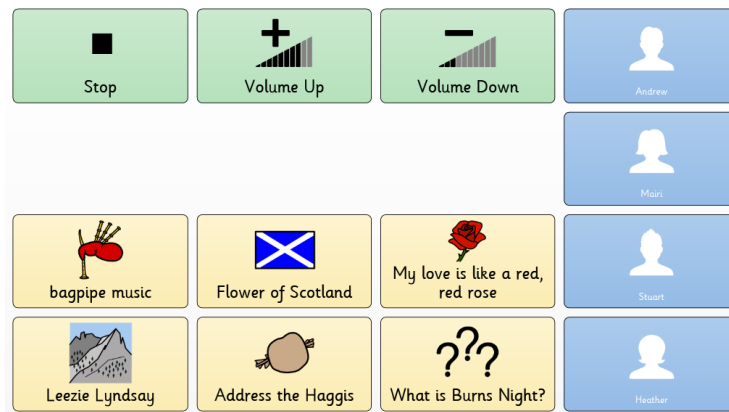 Stop
Volume Up
Volume Down
Andrew
Mairi
bagpipe music
Flower of Scotland
My love is like a red,
red rose
Stuart
Leezie Lyndsay
Address the Haggis
???
What is Burns Night?
Heather